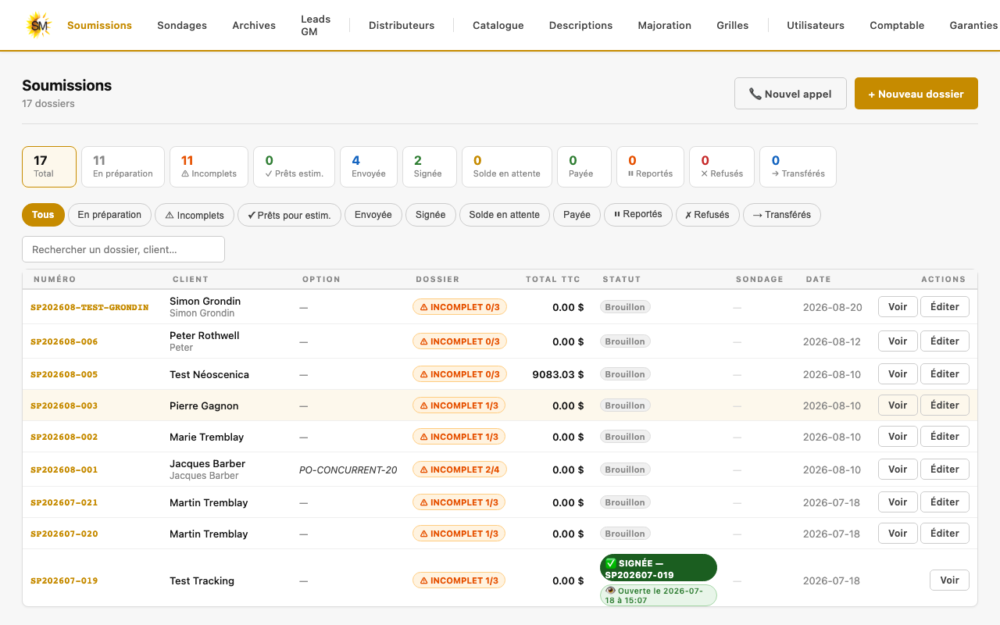 SM
Soumissions
Sondages
Archives
Leads
GM
Distributeurs
Catalogue
Descriptions
Majoration
Grilles
Utilisateurs
Comptable
Garanties
Soumissions
17 dossiers
📞 Nouvel appel
+ Nouveau dossier
17
Total
11
En préparation
11
⚠ Incomplets
0
✓ Prêts estim.
4
Envoyée
2
Signée
0
Solde en attente
0
Payée
0
⏸ Reportés
0
✕ Refusés
0
→ Transférés
Tous
En préparation
⚠ Incomplets
✓ Prêts pour estim.
Envoyée
Signée
Solde en attente
Payée
⏸ Reportés
✗ Refusés
→ Transférés
Rechercher un dossier, client...
NUMÉRO CLIENT OPTION DOSSIER TOTAL TTC STATUT SONDAGE DATE ACTIONS
SP202608-TEST-GRONDIN Simon Grondin — ⚠ INCOMPLET 0/3 0.00 $ Brouillon — 2026-08-20 Voir Éditer
Simon Grondin
SP202608-006 Peter Rothwell — ⚠ INCOMPLET 0/3 0.00 $ Brouillon — 2026-08-12 Voir Éditer
Peter
SP202608-005 Test Néoscenica — ⚠ INCOMPLET 0/3 9083.03 $ Brouillon — 2026-08-10 Voir Éditer
SP202608-003 Pierre Gagnon — ⚠ INCOMPLET 1/3 0.00 $ Brouillon — 2026-08-10 Voir Éditer
SP202608-002 Marie Tremblay — ⚠ INCOMPLET 1/3 0.00 $ Brouillon — 2026-08-10 Voir Éditer
SP202608-001 Jacques Barber PO-CONCURRENT-20 ⚠ INCOMPLET 2/4 0.00 $ Brouillon — 2026-08-10 Voir Éditer
Jacques Barber
SP202607-021 Martin Tremblay — ⚠ INCOMPLET 1/3 0.00 $ Brouillon — 2026-07-18 Voir Éditer
SP202607-020 Martin Tremblay — ⚠ INCOMPLET 1/3 0.00 $ Brouillon — 2026-07-18 Voir Éditer
SP202607-019 Test Tracking — ⚠ INCOMPLET 1/3 0.00 $ ✅ SIGNÉE — — 2026-07-18 Voir
SP202607-019
👁 Ouverte le 2026-07-
18 à 15:07